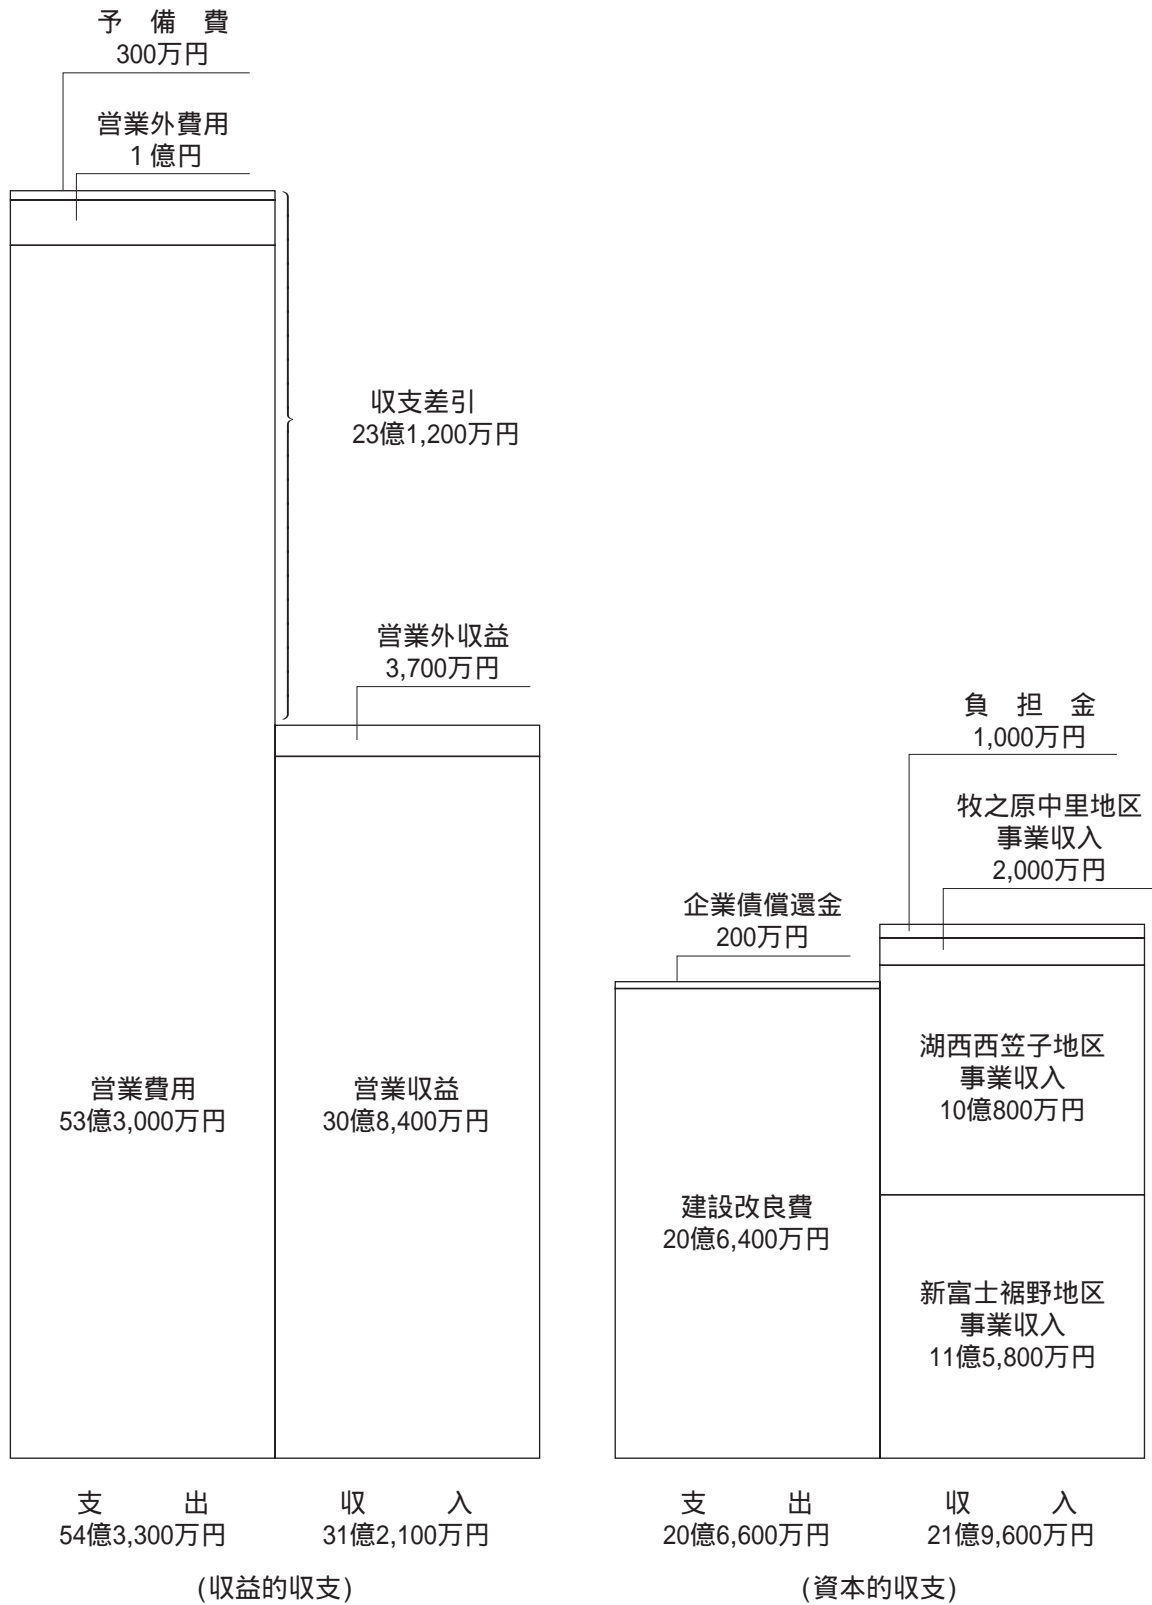 予備費
300万円
営業外費用
1億円
収支差引
23億1,200万円
営業外収益
3,700万円
営業費用
53億3,000万円
営業収益
30億8,400万円
支出
54億3,300万円
収入
31億2,100万円
(収益的収支)
負担金
1,000万円
牧之原中里地区
事業収入
2,000万円
企業債償還金
200万円
湖西西笠子地区
事業収入
10億800万円
建設改良費
20億6,400万円
新富士裾野地区
事業収入
11億5,800万円
支出
20億6,600万円
収入
21億9,600万円
(資本的収支)